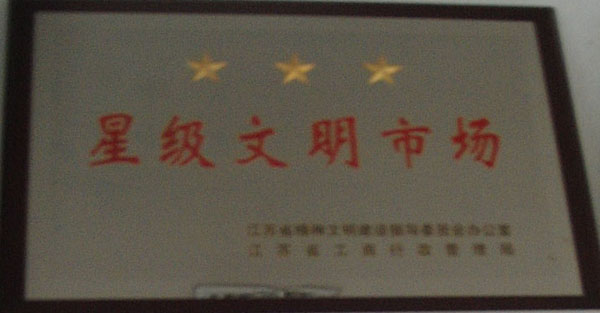 星级文明市场
江苏省精神文明建设指导委员会办公室
江苏省工商行政管理局